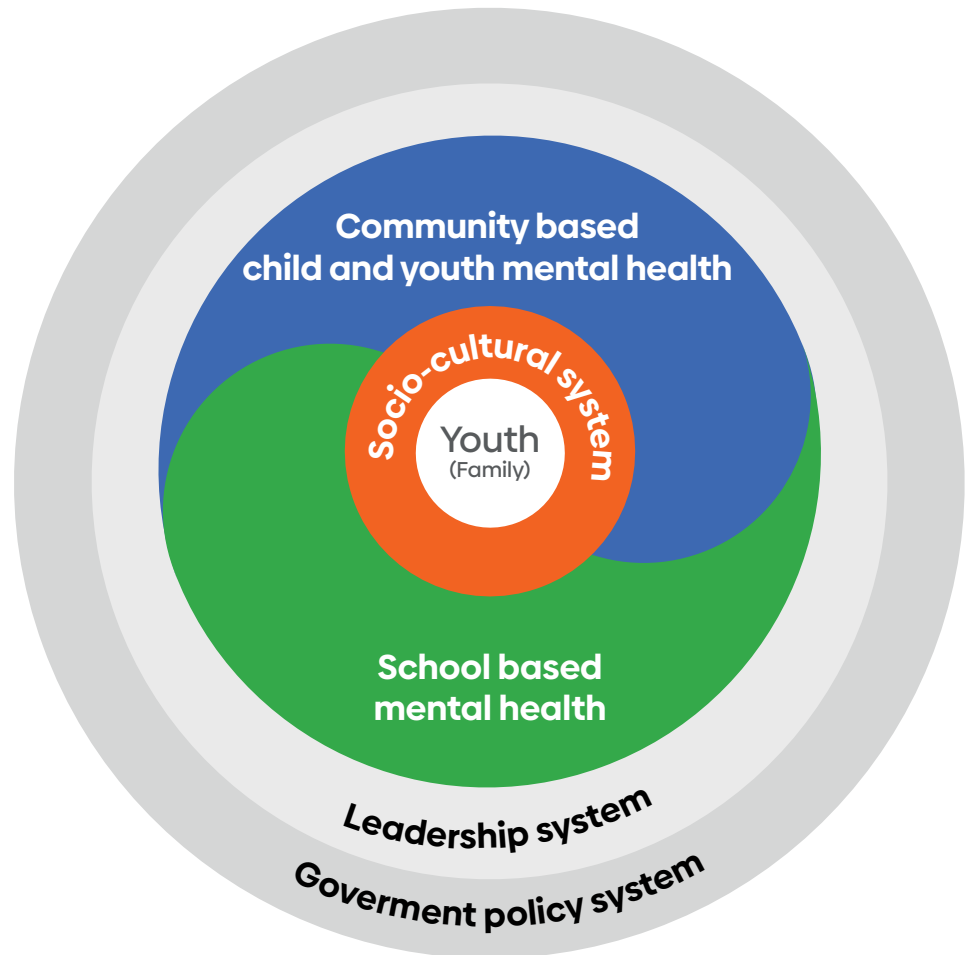 Community based
child and youth mental health
Socio-cultural system
Youth
(Family)
School based
mental health
Leadership system
Goverment policy system